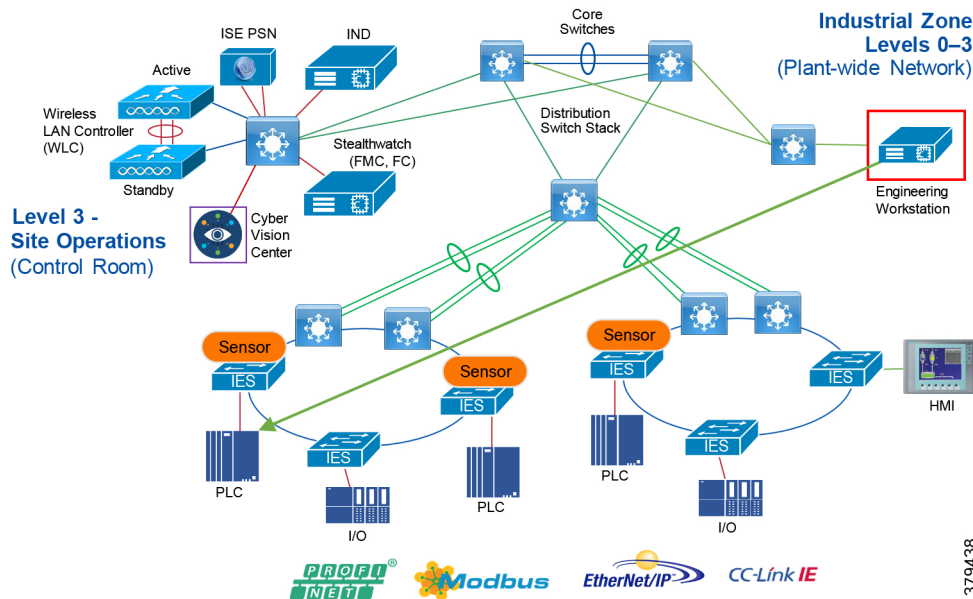 ISE PSN
IND
Core
Switches
Industrial Zone
Levels 0–3
(Plant-wide Network)
Active
Wireless
LAN Controller
(WLC)
Standby
Stealthwatch
(FMC, FC)
Distribution
Switch Stack
Engineering
Workstation
Level 3 -
Site Operations
(Control Room)
Cyber
Vision
Center
Sensor
IES
Sensor
IES
IES
PLC
I/O
PLC
Sensor
IES
IES
IES
PLC
I/O
HMI
PROFI
NET®
Modbus
EtherNet/IP™
CC-Link IE
379438